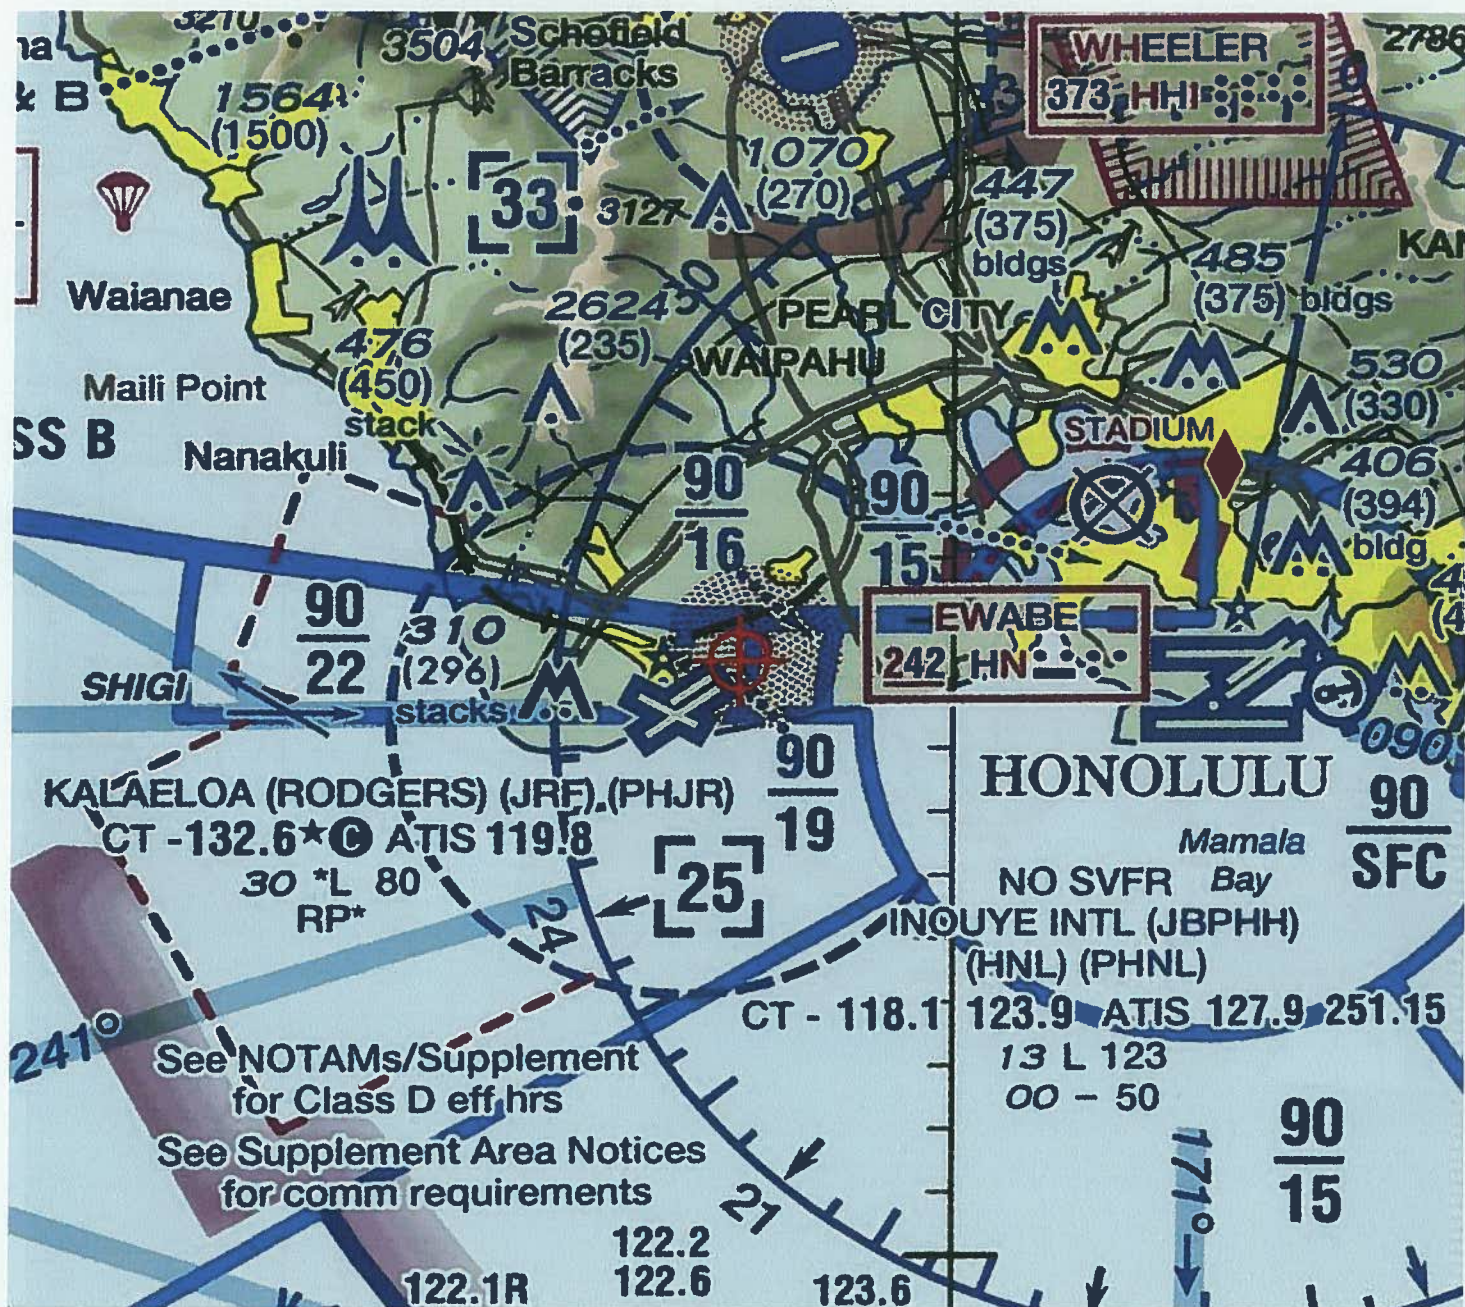 3210
3504
Schofield
Barracks
WHEELER
373 HHI
2786
na
& B
1564
(1500)
33
3127
1070
(270)
447
(375)
bldgs
485
(375) bldgs
KAN
Waianae
2624
(235)
PEARL CITY
WAIPAHU
476
(450)
stack
Maili Point
530
(330)
SS B
Nanakuli
STADIUM
406
(394)
bldg
90
16
90
15
90
22
310
(296)
stacks
EWABE
242 HN
SHIGI
KALAELOA (RODGERS) (JRF) (PHJR)
CT - 132.6 ★ C ATIS 119.8
30 *L 80
RP*
90
19
HONOLULU
090°
90
SFC
Mamala
Bay
25
24
NO SVFR
INOUYE INTL (JBPHH)
(HNL) (PHNL)
CT - 118.1 123.9 ATIS 127.9 251.15
13 L 123
00 - 50
241°
See NOTAMs/Supplement
for Class D eff hrs
See Supplement Area Notices
for comm requirements
21
171°
90
15
122.2
122.1R
122.6
123.6